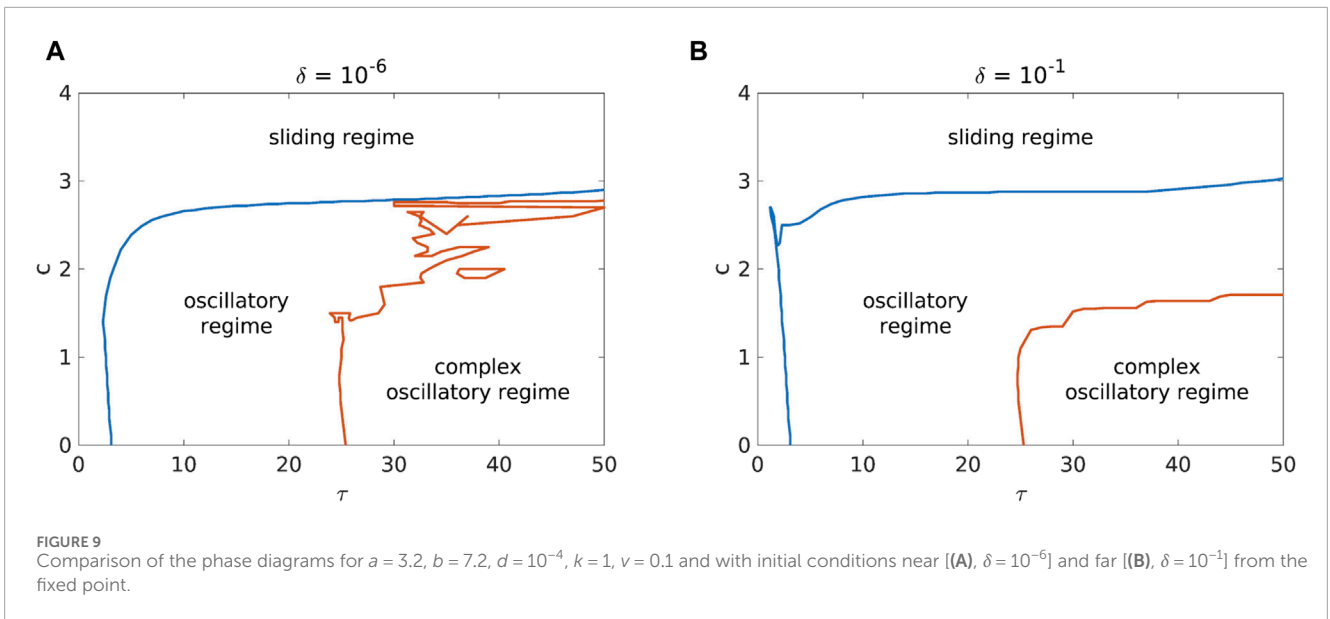 A
δ = 10⁻⁶
4
3
2
1
0
c
sliding regime
oscillatory
regime
complex
oscillatory regime
0 10 20 30 40 50
τ
B
δ = 10⁻¹
4
3
2
1
0
c
sliding regime
oscillatory
regime
complex
oscillatory regime
0 10 20 30 40 50
τ
FIGURE 9
Comparison of the phase diagrams for a = 3.2, b = 7.2, d = 10⁻⁴, k = 1, v = 0.1 and with initial conditions near [(A), δ = 10⁻⁶] and far [(B), δ = 10⁻¹] from the
fixed point.